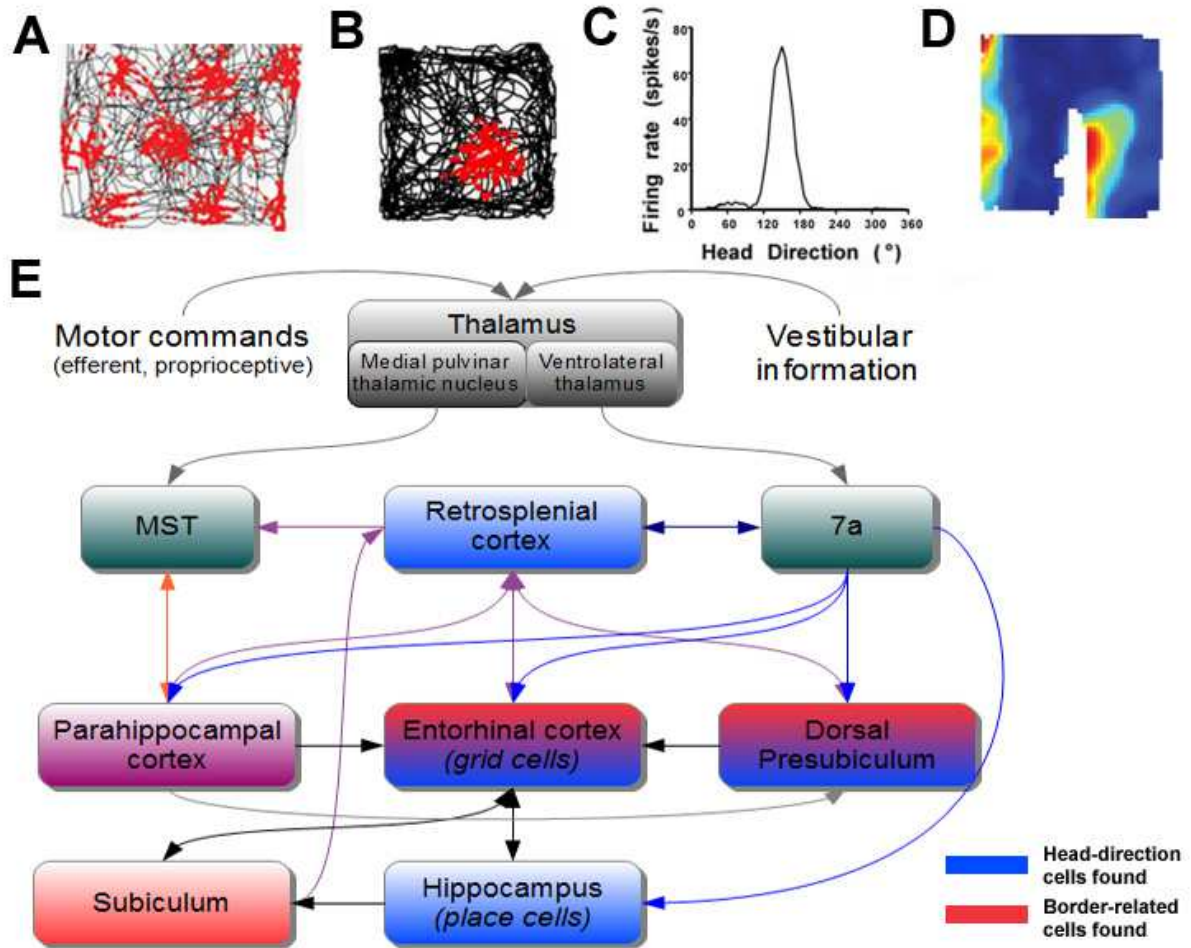 A
B
C
D
Firing rate (spikes/s)
80
60
40
20
0
0 60 120 180 240 300 360
Head Direction (°)
E
Motor commands
(efferent, proprioceptive)
Thalamus
Medial pulvinar
thalamic nucleus
Ventrolateral
thalamus
Vestibular
information
MST
Retrosplenial
cortex
7a
Parahippocampal
cortex
Entorhinal cortex
(grid cells)
Dorsal
Presubiculum
Subiculum
Hippocampus
(place cells)
Head-direction
cells found
Border-related
cells found